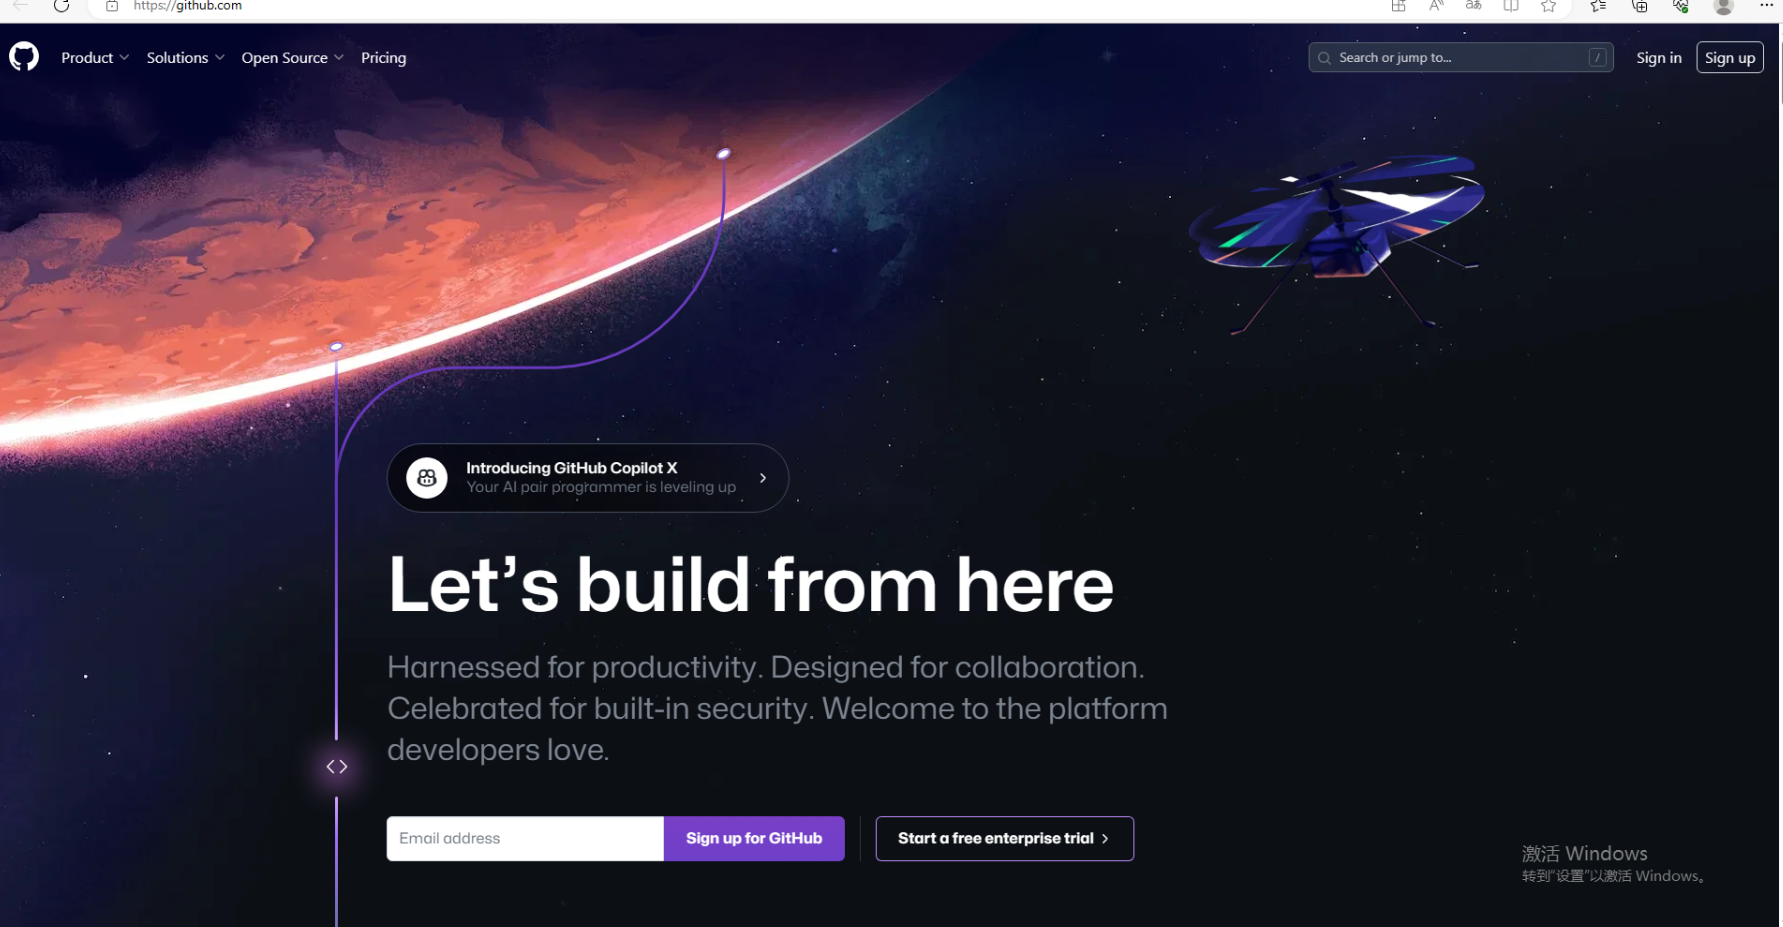 https://github.com
Product
Solutions
Open Source
Pricing
Search or jump to...
/
Sign in
Sign up
Introducing GitHub Copilot X
Your AI pair programmer is leveling up
Let’s build from here
Harnessed for productivity. Designed for collaboration.
Celebrated for built-in security. Welcome to the platform
developers love.
Email address
Sign up for GitHub
Start a free enterprise trial
激活 Windows
转到“设置”以激活 Windows。